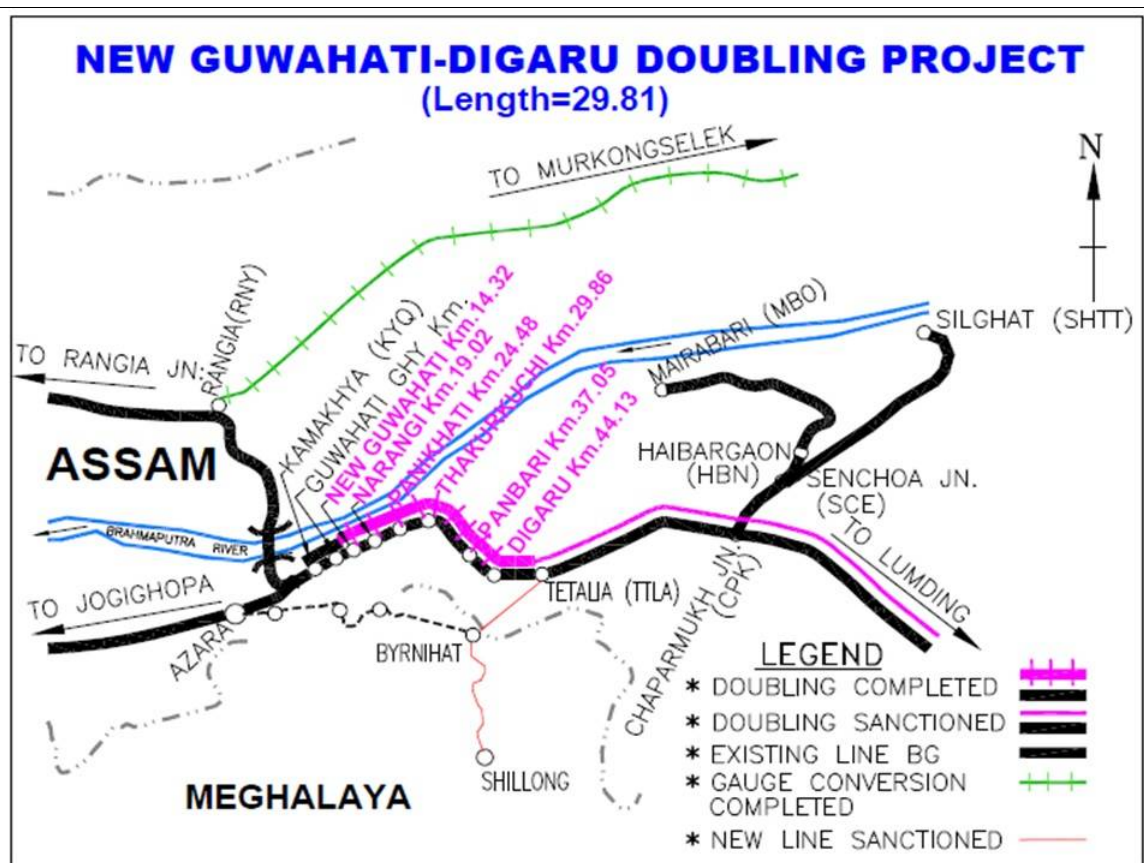 NEW GUWAHATI-DIGARU DOUBLING PROJECT
(Length=29.81)
TO MURKONGSELEK
N
TO RANGIA JN:
RANGIA(RNY)
KAMAKHYA (KYQ)
GUWAHATI GHY Km.
NEW GUWAHATI Km.14.32
NARANGI Km.19.02
PANIKHATI Km.24.48
THAKURKUCHI Km.29.86
PANBARI Km.37.05
DIGARU Km.44.13
MAIRABARI (MBO)
SILGHAT (SHTT)
HAIBARGAON
(HBN)
SENCHOA JN.
(SCE)
ASSAM
BRAHMAPUTRA RIVER
TO JOGIGHOPA
AZARA
BYRNIHAT
TETALIA (TTLA)
CHAPARMUKH JN.
(CPK)
TO LUMDING
SHILLONG
MEGHALAYA
LEGEND
* DOUBLING COMPLETED
* DOUBLING SANCTIONED
* EXISTING LINE BG
* GAUGE CONVERSION
COMPLETED
* NEW LINE SANCTIONED